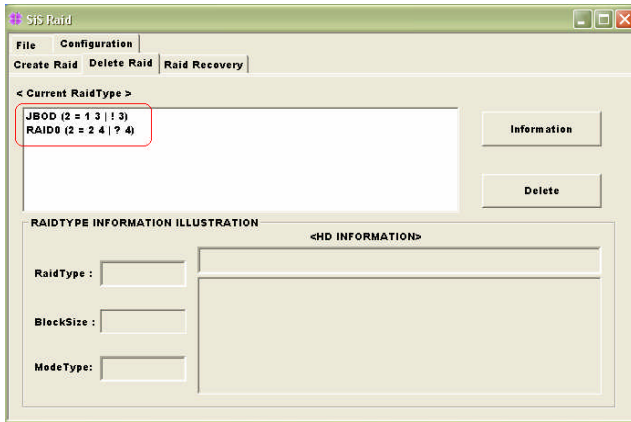 SiS Raid
File Configuration
Create Raid Delete Raid Raid Recovery
< Current RaidType >
JBOD (2 = 1 3 | ! 3)
RAID0 (2 = 2 4 | ? 4)
Information
Delete
RAIDTYPE INFORMATION ILLUSTRATION
<HD INFORMATION>
RaidType :
BlockSize :
ModeType: